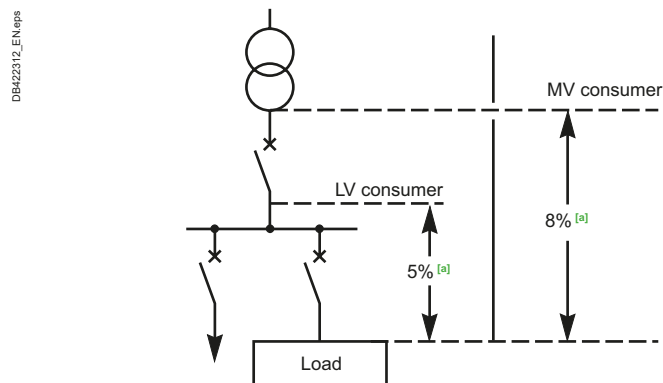 DB422312_EN.eps
MV consumer
LV consumer
8% [a]
5% [a]
Load